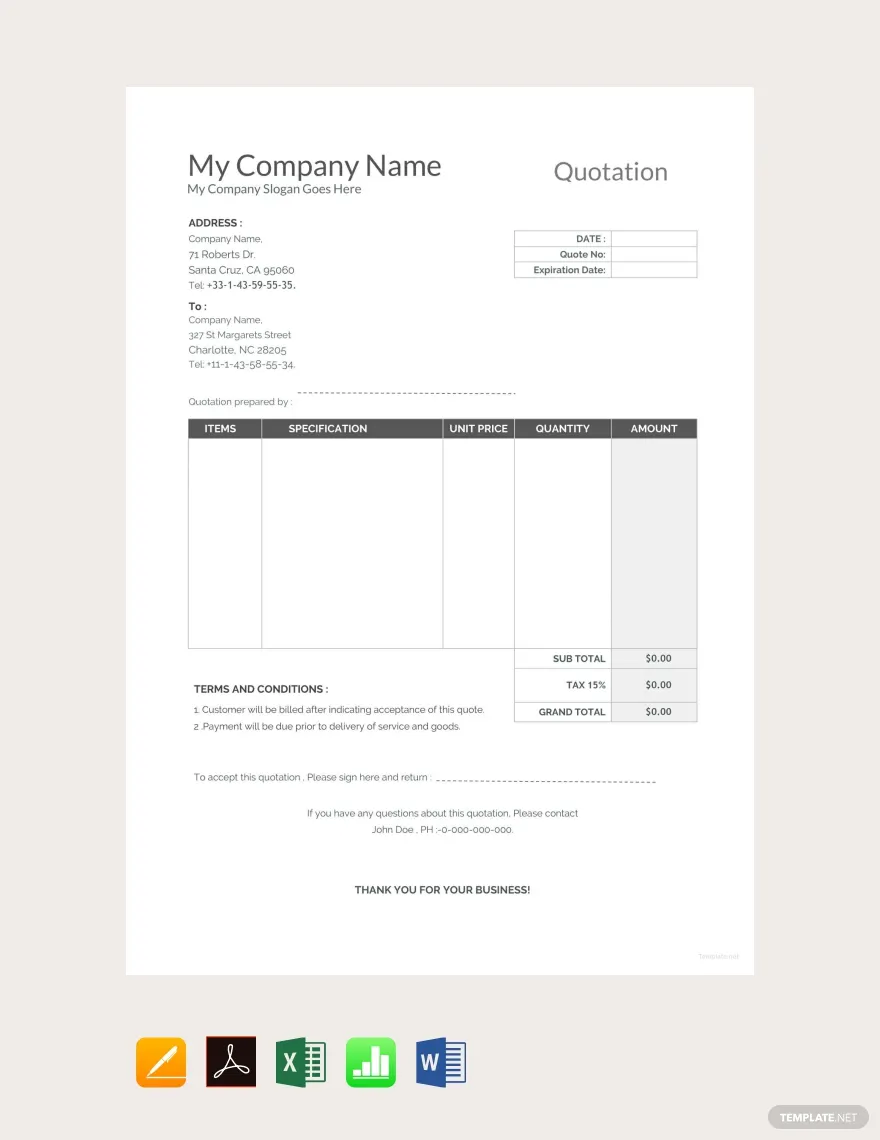 My Company Name
My Company Slogan Goes Here
Quotation
ADDRESS :
Company Name,
71 Roberts Dr.
Santa Cruz, CA 95060
Tel: +33-1-43-59-55-35.
DATE :
Quote No:
Expiration Date:
To :
Company Name,
327 St Margarets Street
Charlotte, NC 28205
Tel: +11-1-43-58-55-34.
Quotation prepared by :
ITEMS SPECIFICATION UNIT PRICE QUANTITY AMOUNT
SUB TOTAL $0.00
TAX 15% $0.00
GRAND TOTAL $0.00
TERMS AND CONDITIONS :
1. Customer will be billed after indicating acceptance of this quote.
2 .Payment will be due prior to delivery of service and goods.
To accept this quotation , Please sign here and return :
If you have any questions about this quotation, Please contact
John Doe , PH :-0-000-000-000.
THANK YOU FOR YOUR BUSINESS!
Template.net
X
W
TEMPLATE.NET